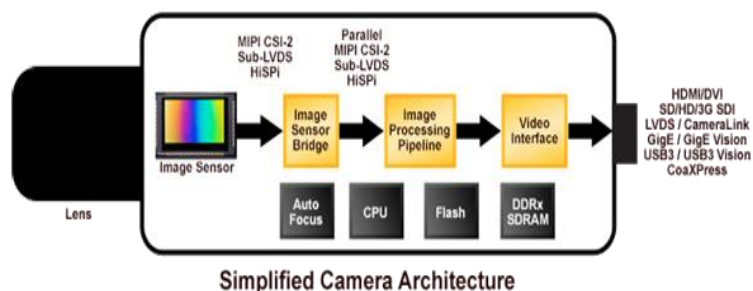 MIPI CSI-2
Sub-LVDS
HiSPi
Parallel
MIPI CSI-2
Sub-LVDS
HiSPi
Image Sensor
Image
Sensor
Bridge
Image
Processing
Pipeline
Video
Interface
HDMI/DVI
SD/HD/3G SDI
LVDS / CameraLink
GigE / GigE Vision
USB3 / USB3 Vision
CoaXPress
Lens
Auto
Focus
CPU
Flash
DDRx
SDRAM
Simplified Camera Architecture